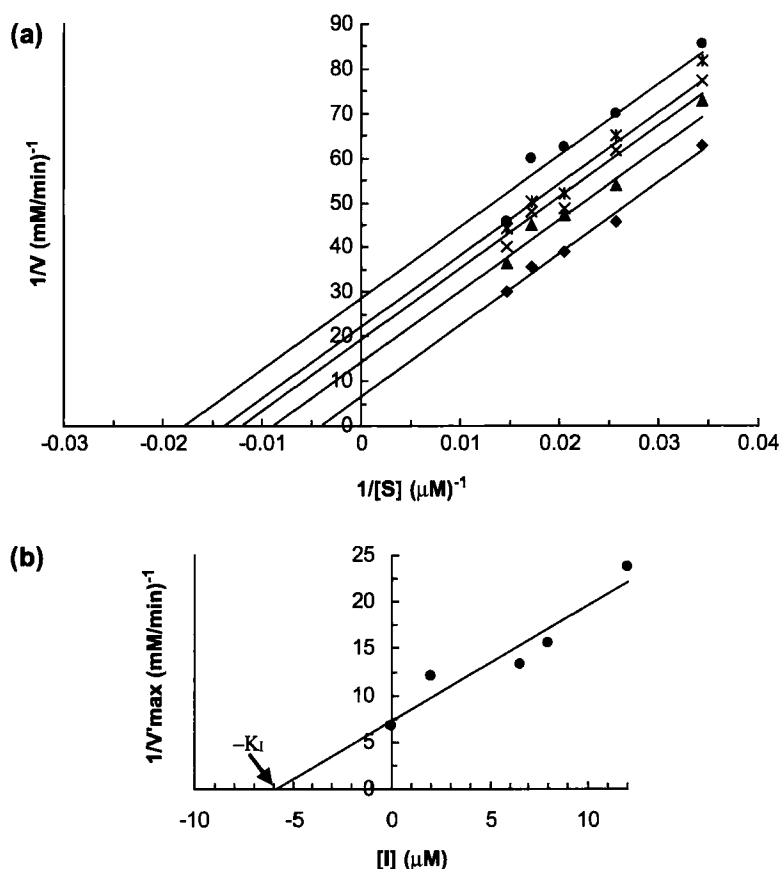 (a)
90
80
70
60
50
40
30
20
10
0
1/V (mM/min)⁻¹
-0.03 -0.02 -0.01 0 0.01 0.02 0.03 0.04
1/[S] (μM)⁻¹
(b)
25
20
15
10
5
0
1/V'max (mM/min)⁻¹
−KI
-10 -5 0 5 10
[I] (μM)